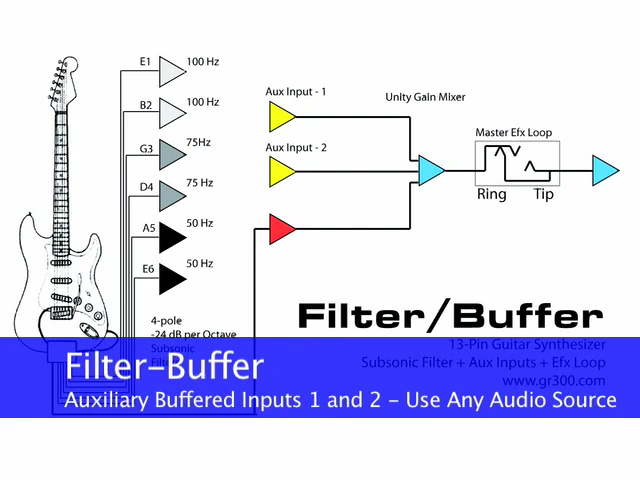 E1 100 Hz
B2 100 Hz
G3 75Hz
D4 75 Hz
A5 50 Hz
E6 50 Hz
4-pole
-24 dB per Octave
Subsonic
Aux Input - 1
Aux Input - 2
Unity Gain Mixer
Master Efx Loop
Ring Tip
Filter/Buffer
13-Pin Guitar Synthesizer
Subsonic Filter + Aux Inputs + Efx Loop
www.gr300.com
Filter-Buffer
Auxiliary Buffered Inputs 1 and 2 - Use Any Audio Source